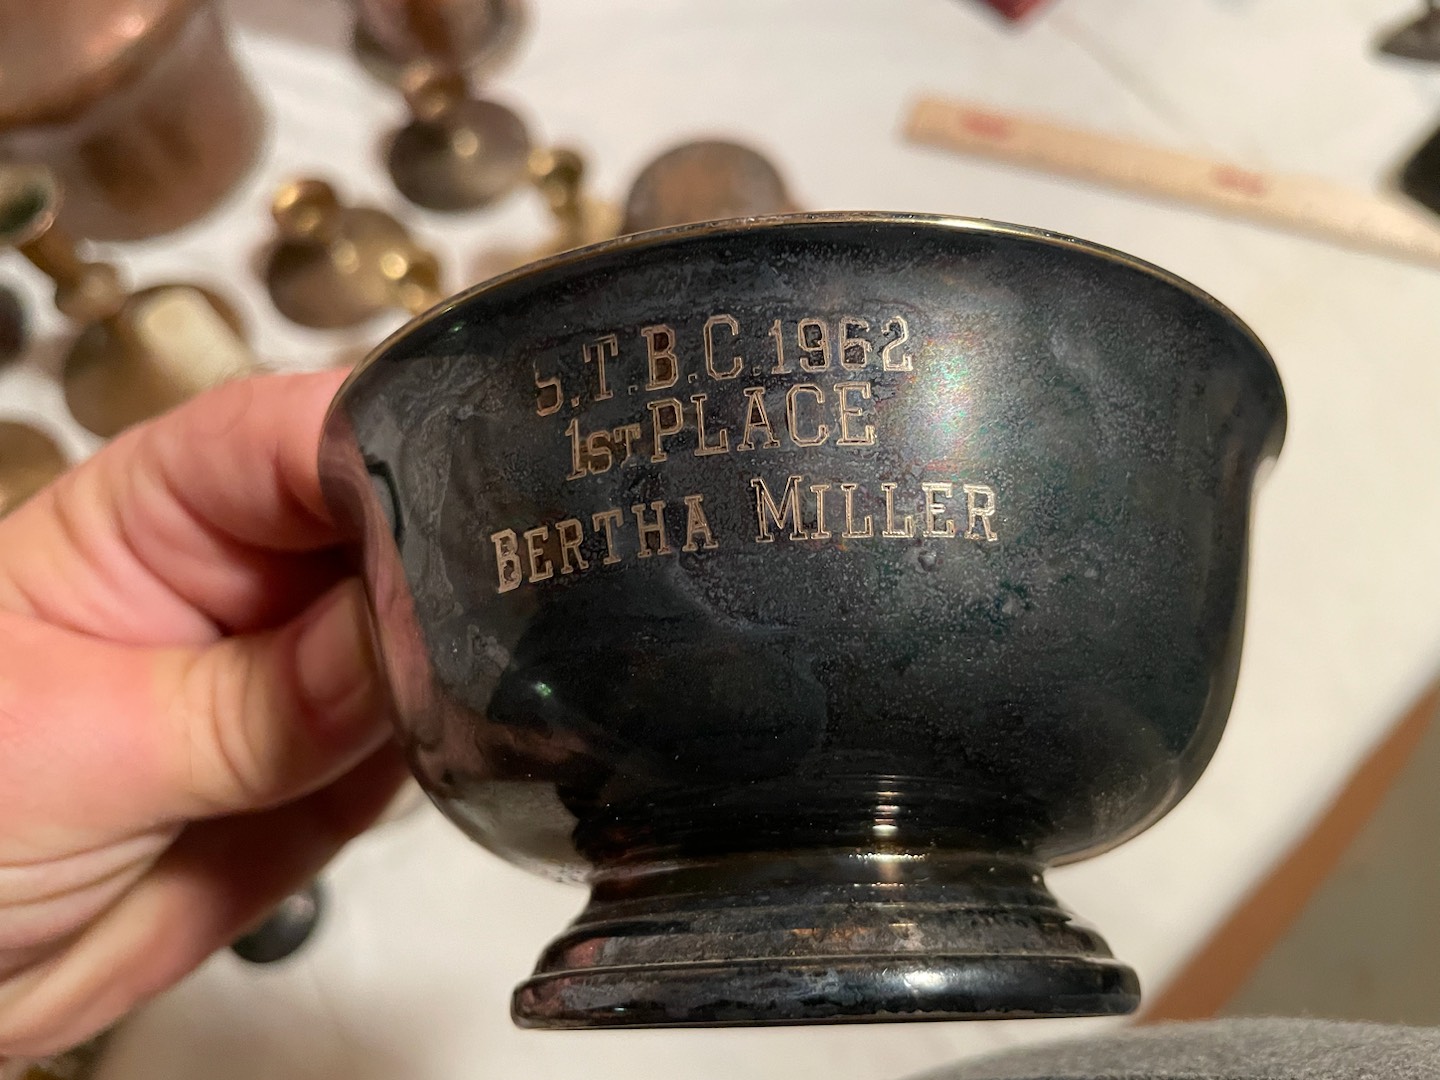 S.T.B.C. 1962
1ST PLACE
BERTHA MILLER